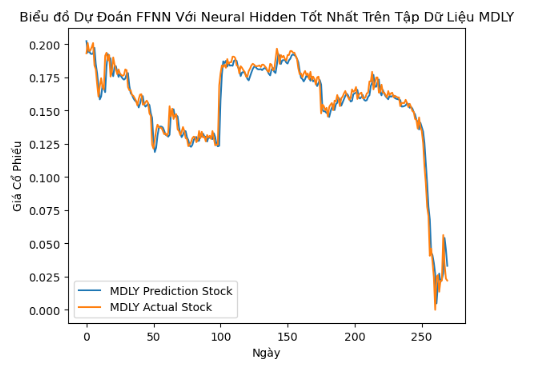 Biểu đồ Dự Đoán FFNN Với Neural Hidden Tốt Nhất Trên Tập Dữ Liệu MDLY
0.200
0.175
0.150
0.125
0.100
0.075
0.050
0.025
0.000
Giá Cổ Phiếu
MDLY Prediction Stock
MDLY Actual Stock
0 50 100 150 200 250
Ngày